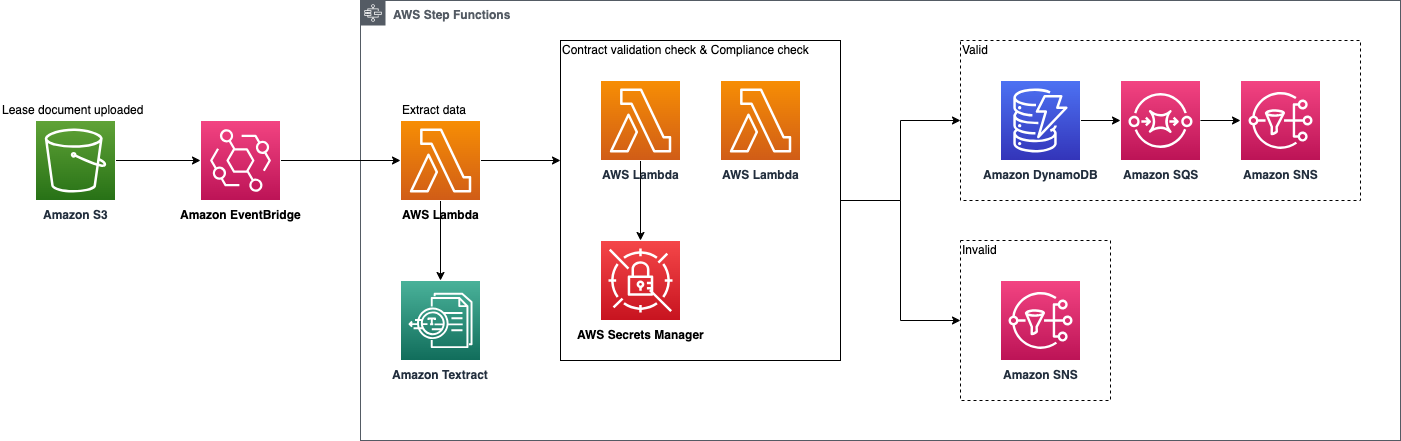 AWS Step Functions
Lease document uploaded
Amazon S3
Amazon EventBridge
Extract data
AWS Lambda
Amazon Textract
Contract validation check & Compliance check
AWS Lambda
AWS Lambda
AWS Secrets Manager
Valid
Amazon DynamoDB
Amazon SQS
Amazon SNS
Invalid
Amazon SNS